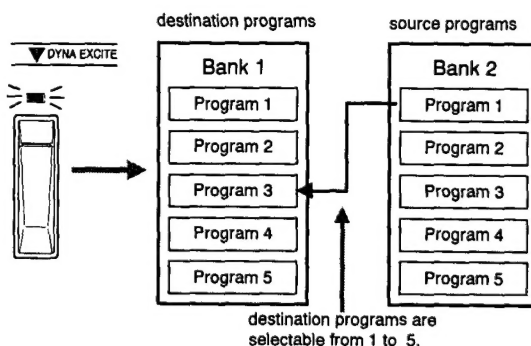 destination programs
source programs
▼ DYNA EXCITE
Bank 1
Program 1
Program 2
Program 3
Program 4
Program 5
Bank 2
Program 1
Program 2
Program 3
Program 4
Program 5
destination programs are
selectable from 1 to 5.